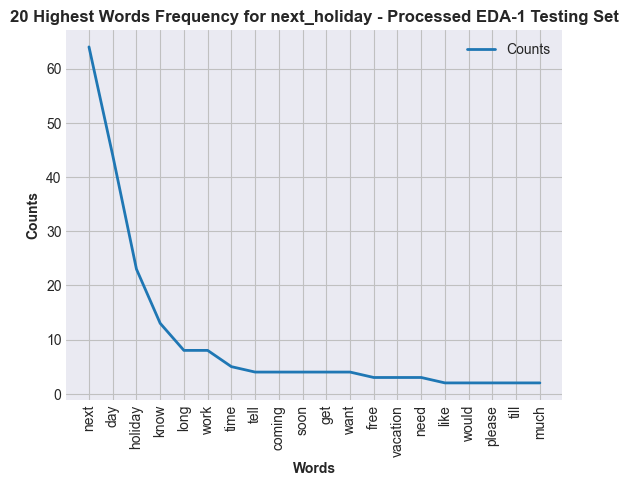 20 Highest Words Frequency for next_holiday - Processed EDA-1 Testing Set
Counts
60
50
40
30
20
10
0
Counts
next
day
holiday
know
long
work
time
tell
coming
soon
get
want
free
vacation
need
like
would
please
till
much
Words